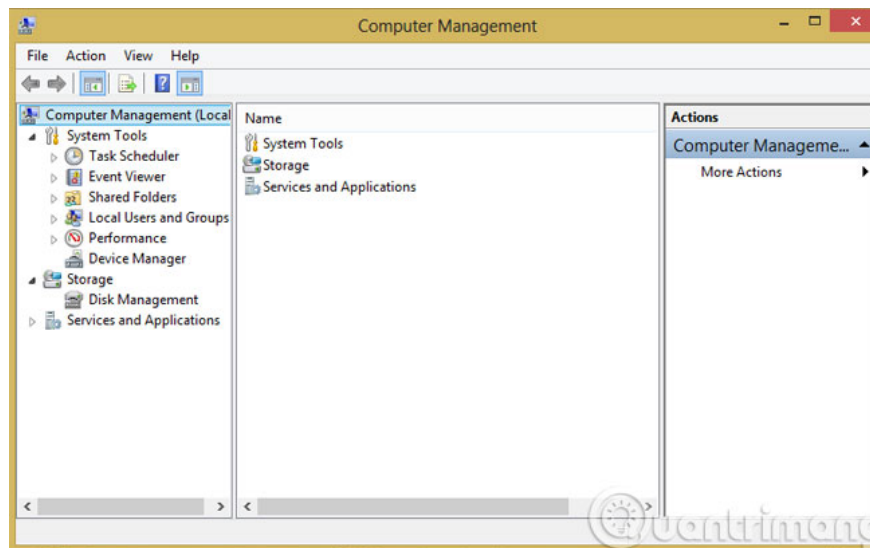 Computer Management
File Action View Help
Computer Management (Local
System Tools
Task Scheduler
Event Viewer
Shared Folders
Local Users and Groups
Performance
Device Manager
Storage
Disk Management
Services and Applications
Name
System Tools
Storage
Services and Applications
Actions
Computer Manageme...
More Actions
Quantrimang